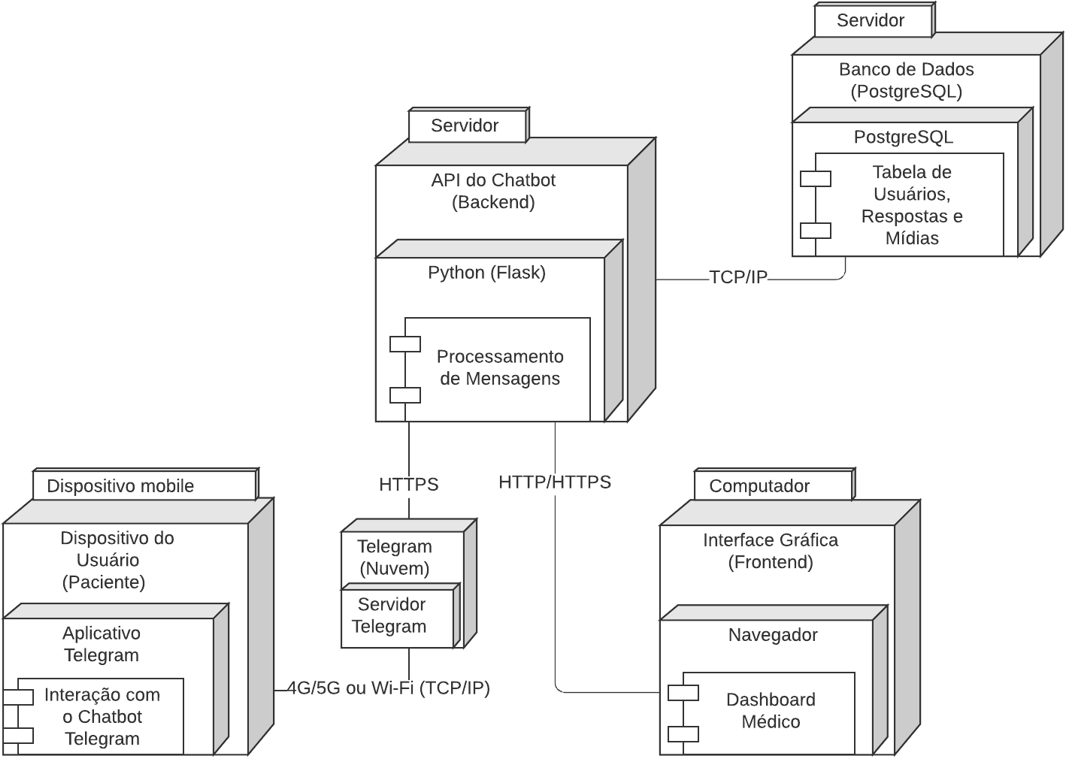 Servidor
Banco de Dados
(PostgreSQL)
PostgreSQL
Tabela de
Usuários,
Respostas e
Mídias
Servidor
API do Chatbot
(Backend)
Python (Flask)
Processamento
de Mensagens
TCP/IP
HTTPS
HTTP/HTTPS
Dispositivo mobile
Dispositivo do
Usuário
(Paciente)
Aplicativo
Telegram
Interação com
o Chatbot
Telegram
Telegram
(Nuvem)
Servidor
Telegram
4G/5G ou Wi-Fi (TCP/IP)
Computador
Interface Gráfica
(Frontend)
Navegador
Dashboard
Médico